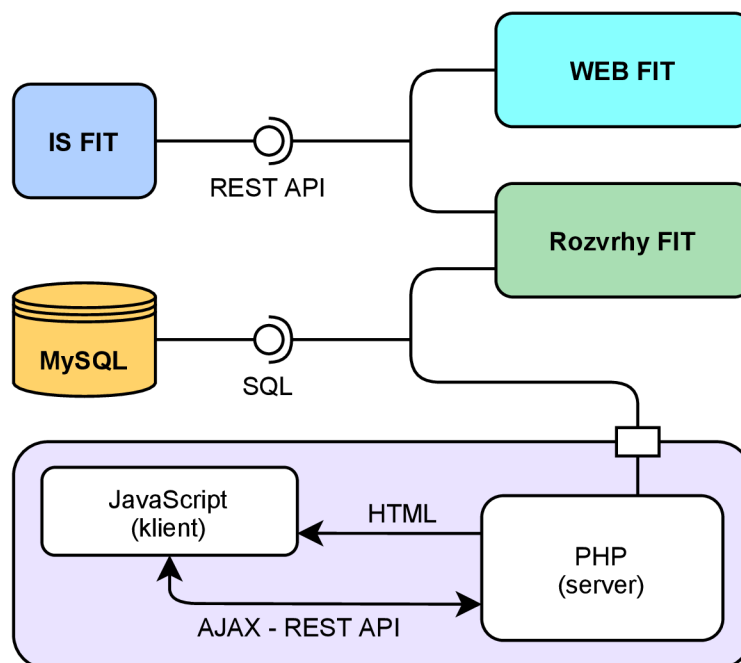 WEB FIT
IS FIT
REST API
Rozvrhy FIT
MySQL
SQL
JavaScript
(klient)
HTML
PHP
(server)
AJAX - REST API